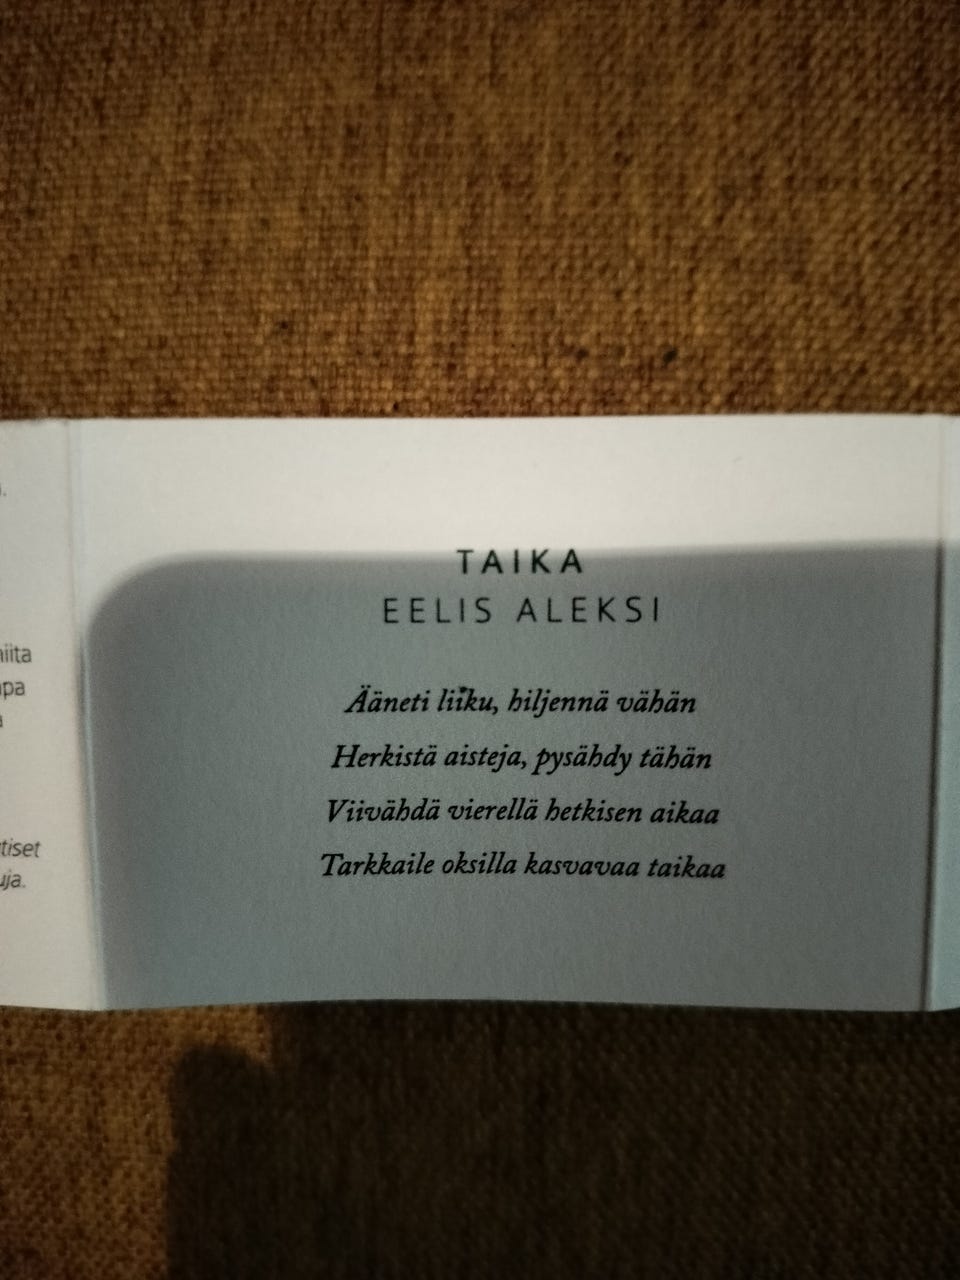 TAIKA
EELIS ALEKSI
Ääneti liiku, hiljennä vähän
Herkistä aisteja, pysähdy tähän
Viivähdä vierellä hetkisen aikaa
Tarkkaile oksilla kasvavaa taikaa